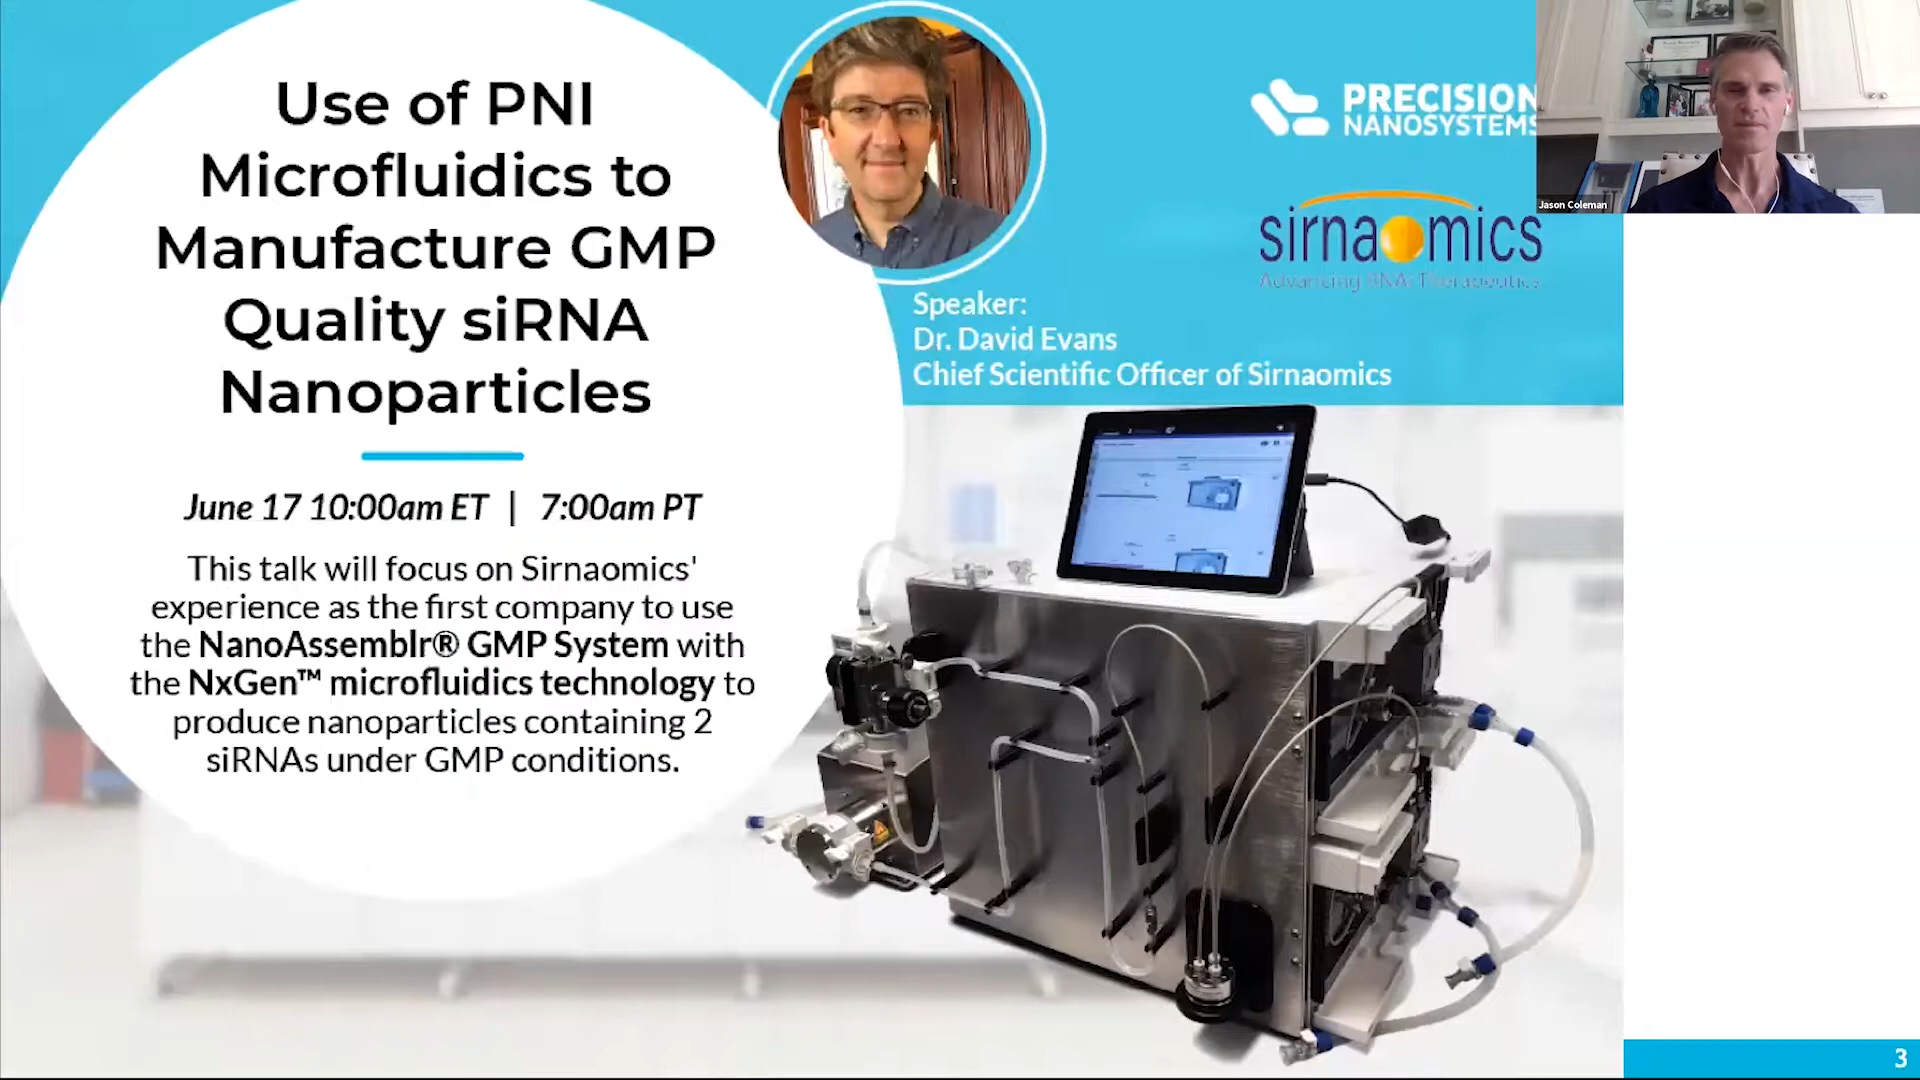 Use of PNI
Microfluidics to
Manufacture GMP
Quality siRNA
Nanoparticles
June 17 10:00am ET | 7:00am PT
This talk will focus on Sirnaomics'
experience as the first company to use
the NanoAssemblr® GMP System with
the NxGen™ microfluidics technology to
produce nanoparticles containing 2
siRNAs under GMP conditions.
PRECISION
NANOSYSTEMS
sirnaomics
Advancing RNAi Therapeutics
Speaker:
Dr. David Evans
Chief Scientific Officer of Sirnaomics
Jason Coleman
3